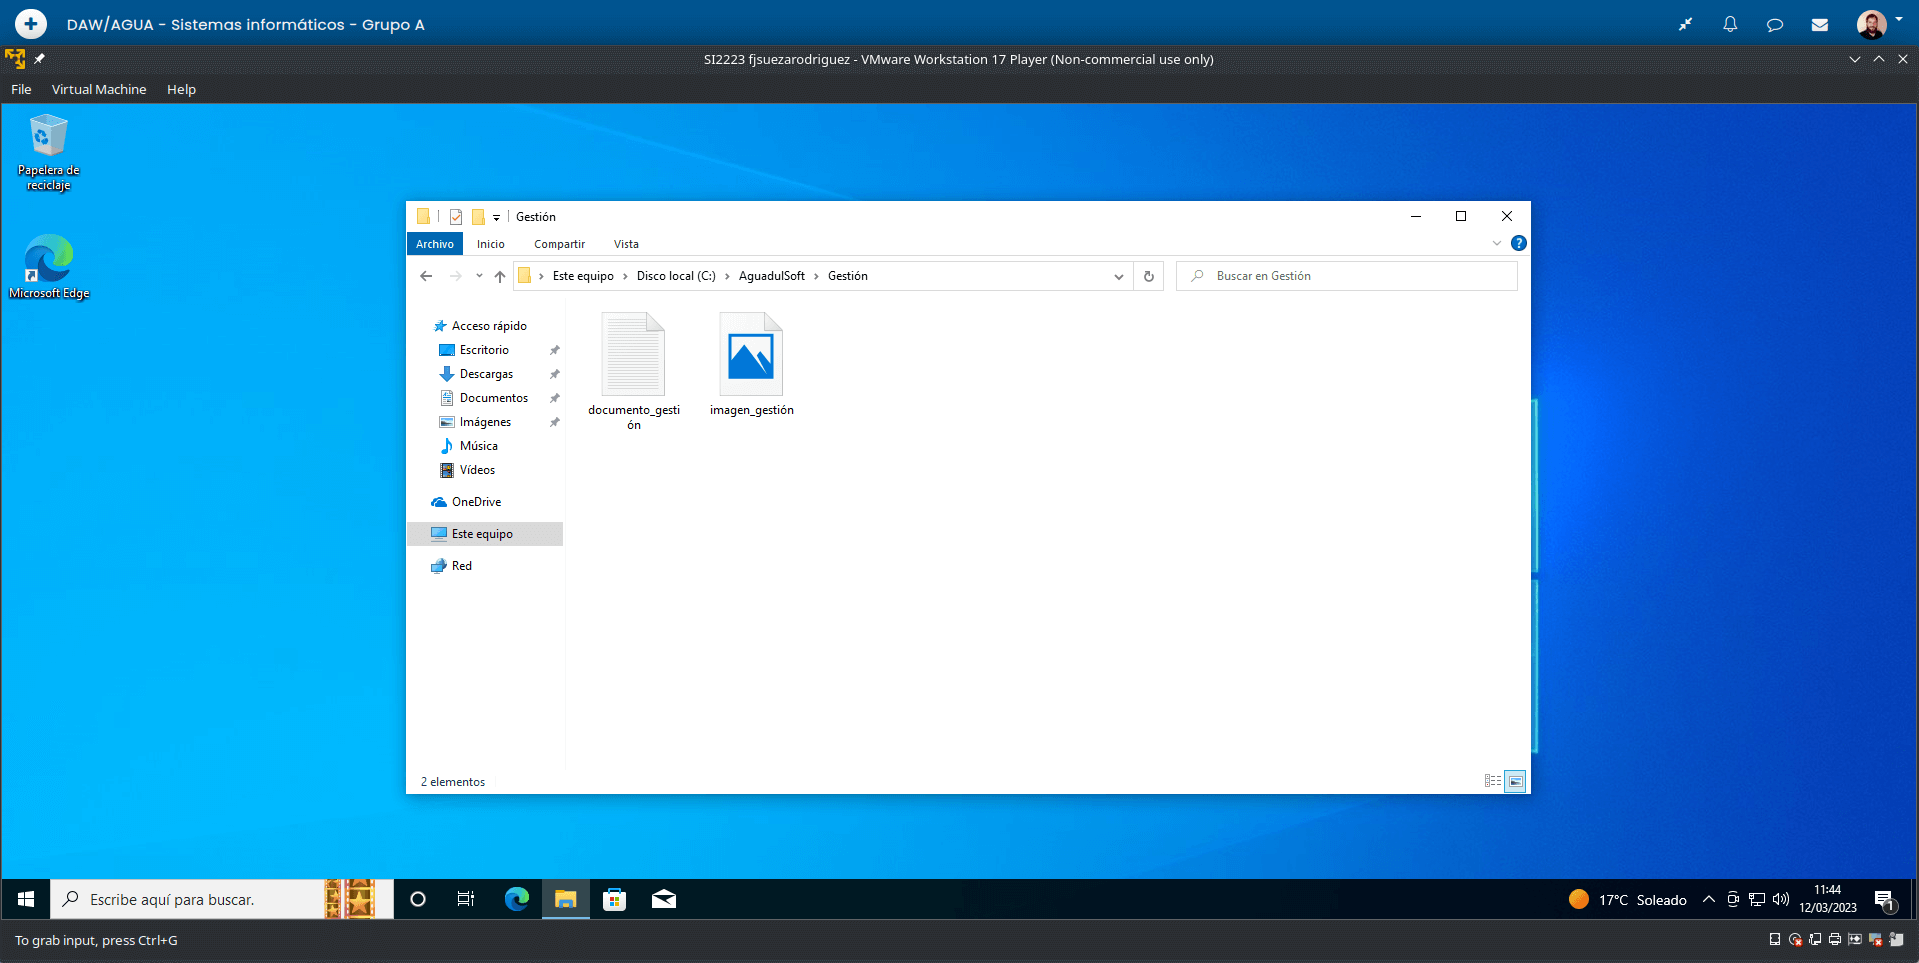 DAW/AGUA - Sistemas informáticos - Grupo A
SI2223 fjsuezarodriguez - VMware Workstation 17 Player (Non-commercial use only)
File Virtual Machine Help
Papelera de
reciclaje
Microsoft Edge
Gestión
Archivo Inicio Compartir Vista
Este equipo > Disco local (C:) > AguadulSoft > Gestión
Buscar en Gestión
Acceso rápido
Escritorio
Descargas
Documentos
Imágenes
Música
Vídeos
OneDrive
Este equipo
Red
documento_gesti
ón
imagen_gestión
2 elementos
Escribe aquí para buscar.
17°C Soleado
11:44
12/03/2023
1
To grab input, press Ctrl+G